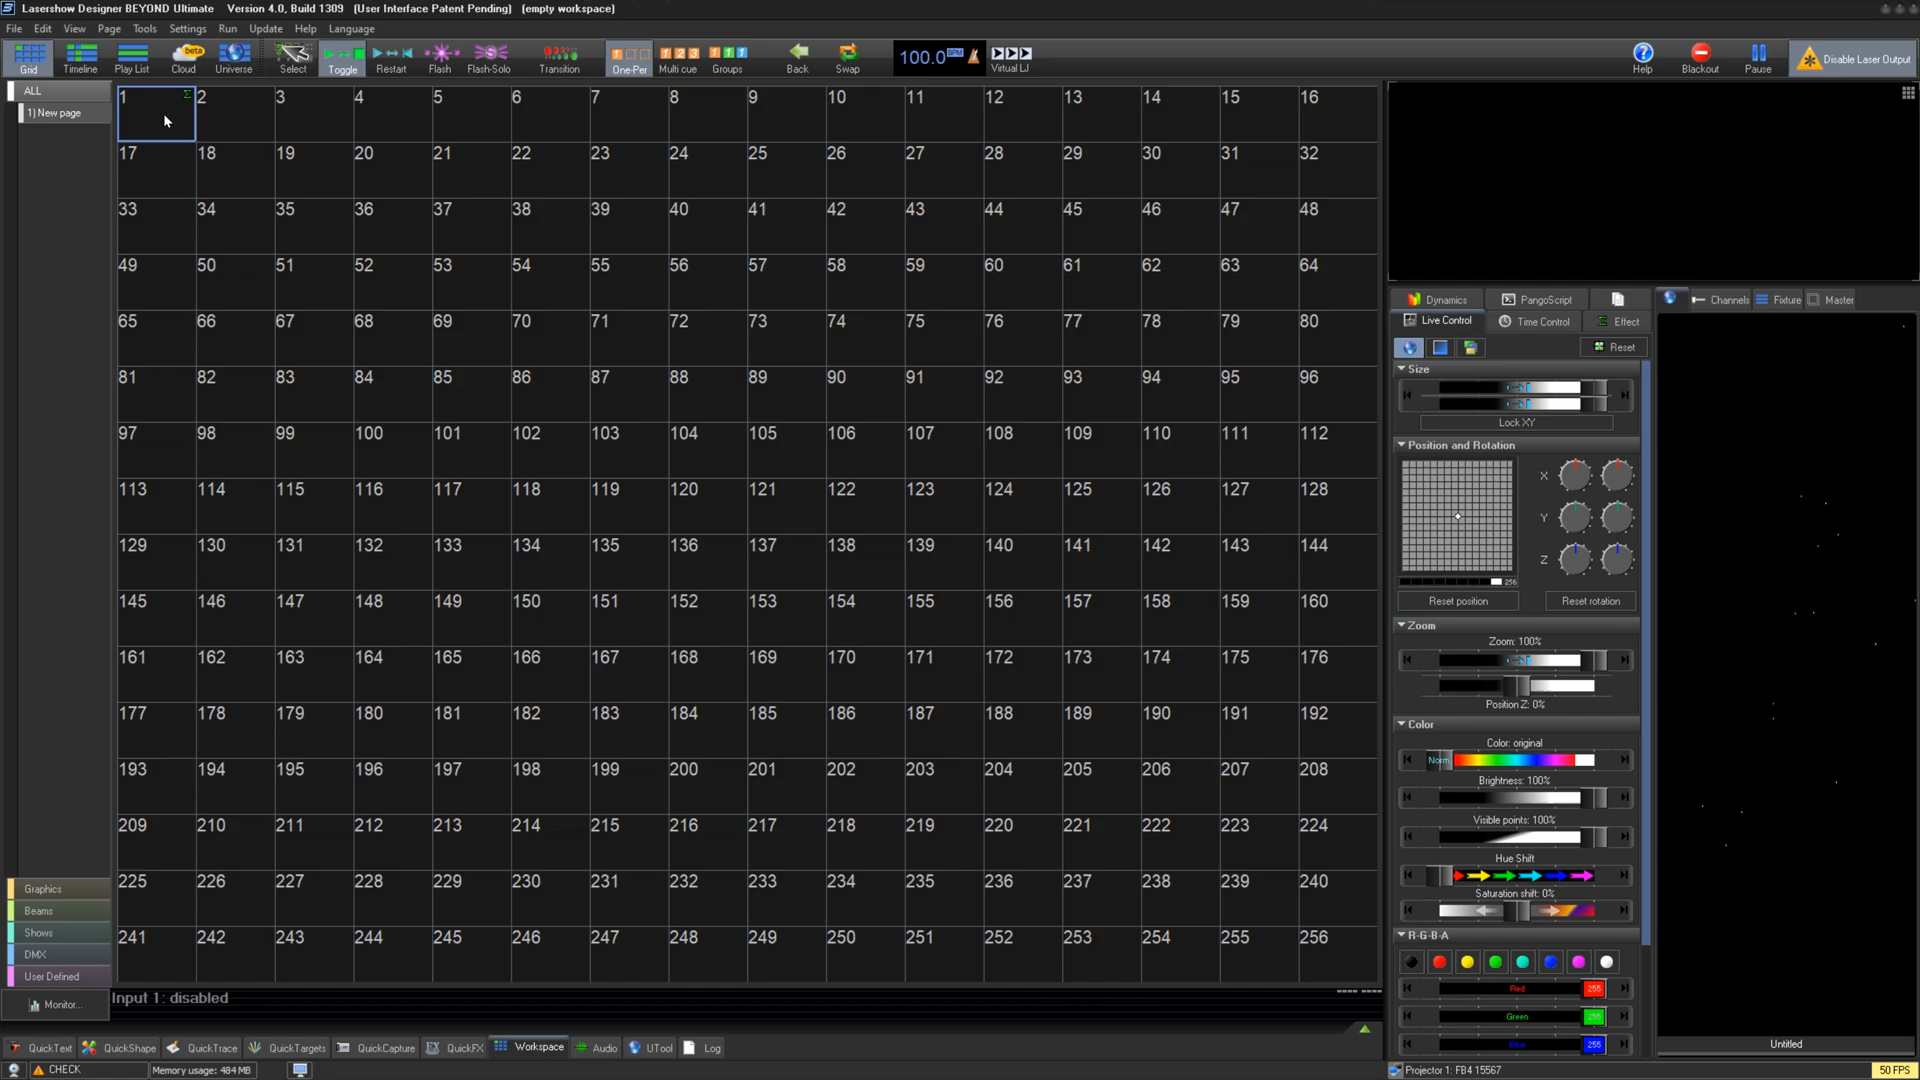 Lasershow Designer BEYOND Ultimate Version 4.0, Build 1309 (User Interface Patent Pending) (empty workspace)
File Edit View Page Tools Settings Run Update Help Language
beta
100.0 BPM
Grid Timeline Play List Cloud Universe Select Toggle Restart Flash Flash-Solo Transition One-Per Multi cue Groups Back Swap Virtual LJ Help Blackout Pause Disable Laser Output
ALL
1) New page
1 2 3 4 5 6 7 8 9 10 11 12 13 14 15 16
17 18 19 20 21 22 23 24 25 26 27 28 29 30 31 32
33 34 35 36 37 38 39 40 41 42 43 44 45 46 47 48
49 50 51 52 53 54 55 56 57 58 59 60 61 62 63 64
65 66 67 68 69 70 71 72 73 74 75 76 77 78 79 80
81 82 83 84 85 86 87 88 89 90 91 92 93 94 95 96
97 98 99 100 101 102 103 104 105 106 107 108 109 110 111 112
113 114 115 116 117 118 119 120 121 122 123 124 125 126 127 128
129 130 131 132 133 134 135 136 137 138 139 140 141 142 143 144
145 146 147 148 149 150 151 152 153 154 155 156 157 158 159 160
161 162 163 164 165 166 167 168 169 170 171 172 173 174 175 176
177 178 179 180 181 182 183 184 185 186 187 188 189 190 191 192
193 194 195 196 197 198 199 200 201 202 203 204 205 206 207 208
209 210 211 212 213 214 215 216 217 218 219 220 221 222 223 224
225 226 227 228 229 230 231 232 233 234 235 236 237 238 239 240
241 242 243 244 245 246 247 248 249 250 251 252 253 254 255 256
Graphics
Beams
Shows
DMX
User Defined
Monitor...
Input 1: disabled
Dynamics PangoScript
Live Control Time Control Effect
Channels Fixture Master
Reset
Size
Lock XY
Position and Rotation
X
Y
Z
256
Reset position Reset rotation
Zoom
Zoom: 100%
Position Z: 0%
Color
Color: original
Norm
Brightness: 100%
Visible points: 100%
Hue Shift
Saturation shift: 0%
R-G-B-A
Red 255
Green 255
Blue 255
Untitled
QuickText QuickShape QuickTrace QuickTargets QuickCapture FX QuickFX Workspace Audio UTool Log
CHECK Memory usage: 484 MB Projector 1: FB4 15567 50 FPS